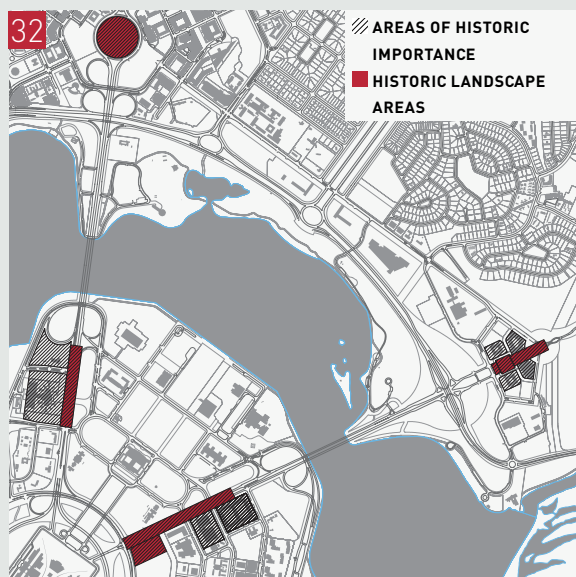 32
AREAS OF HISTORIC
IMPORTANCE
HISTORIC LANDSCAPE
AREAS